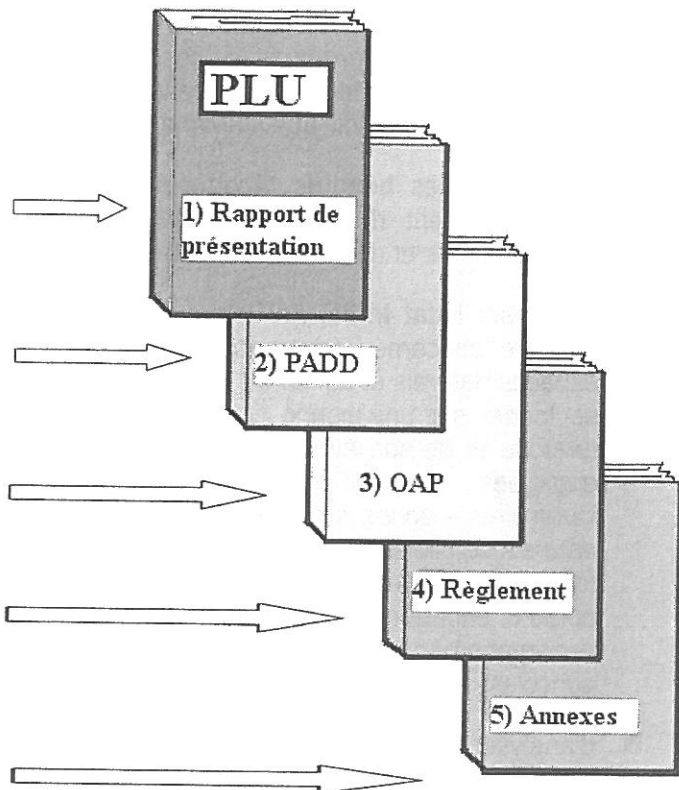 PLU
1) Rapport de
présentation
2) PADD
3) OAP
4) Règlement
5) Annexes